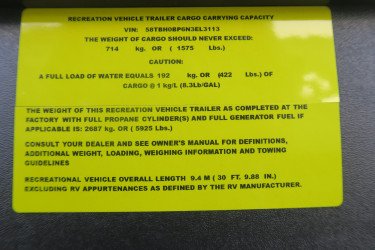 RECREATION VEHICLE TRAILER CARGO CARRYING CAPACITY
VIN: 58TBH0BP6N3EL3113
THE WEIGHT OF CARGO SHOULD NEVER EXCEED:
714 kg. OR ( 1575 Lbs.)
CAUTION:
A FULL LOAD OF WATER EQUALS 192 kg. OR (422 Lbs.) OF
CARGO @ 1 kg/L (8.3Lb/GAL)
THE WEIGHT OF THIS RECREATION VEHICLE TRAILER AS COMPLETED AT THE
FACTORY WITH FULL PROPANE CYLINDER(S) AND FULL GENERATOR FUEL IF
APPLICABLE IS: 2687 kg. OR ( 5925 Lbs.)
CONSULT YOUR DEALER AND SEE OWNER'S MANUAL FOR DEFINITIONS,
ADDITIONAL WEIGHT, LOADING, WEIGHING INFORMATION AND TOWING
GUIDELINES
RECREATIONAL VEHICLE OVERALL LENGTH 9.4 M ( 30 FT. 9.88 IN.)
EXCLUDING RV APPURTENANCES AS DEFINED BY THE RV MANUFACTURER.